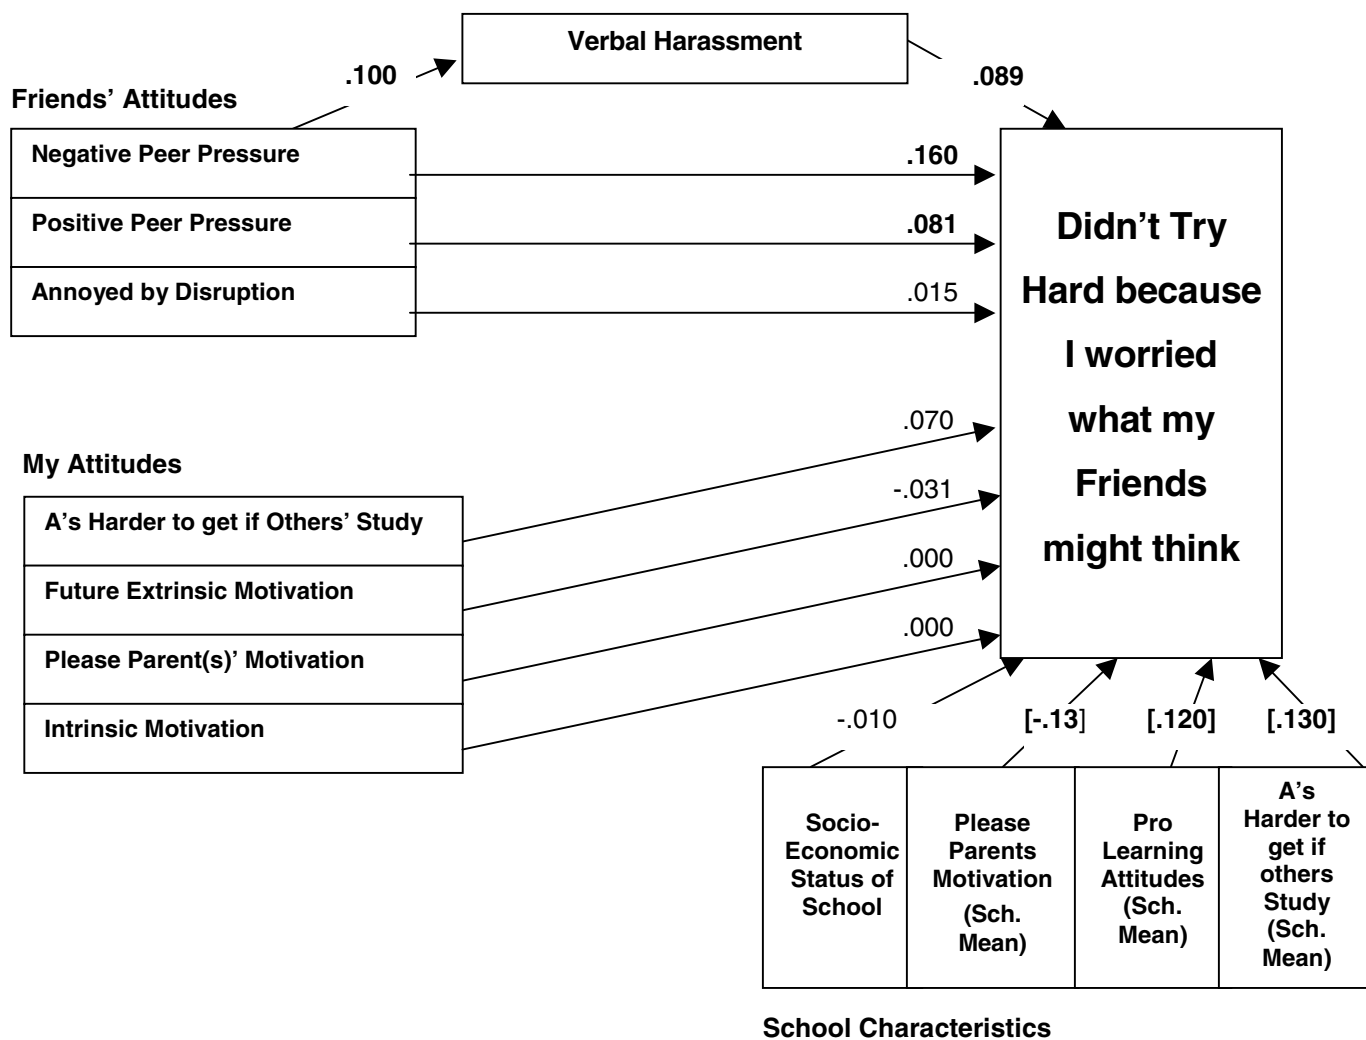 Verbal Harassment
.100
.089
Friends’ Attitudes
Negative Peer Pressure
.160
Positive Peer Pressure
.081
Annoyed by Disruption
.015
Didn’t Try
Hard because
I worried
what my
Friends
might think
My Attitudes
A’s Harder to get if Others’ Study
.070
Future Extrinsic Motivation
-.031
Please Parent(s)’ Motivation
.000
Intrinsic Motivation
.000
-.010
[-.13]
[.120]
[.130]
Socio-
Economic
Status of
School
Please
Parents
Motivation
(Sch.
Mean)
Pro
Learning
Attitudes
(Sch.
Mean)
A’s
Harder to
get if
others
Study
(Sch.
Mean)
School Characteristics